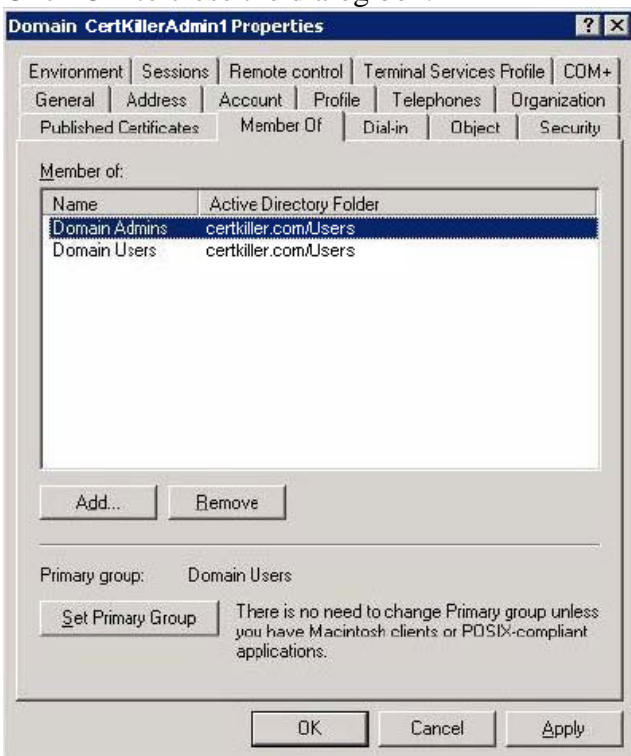 Domain CertKillerAdmin1 Properties
Environment Sessions Remote control Terminal Services Profile COM+
General Address Account Profile Telephones Organization
Published Certificates Member Of Dial-in Object Security
Member of:
Name Active Directory Folder
Domain Admins certkiller.com/Users
Domain Users certkiller.com/Users
Add... Remove
Primary group: Domain Users
Set Primary Group
There is no need to change Primary group unless
you have Macintosh clients or POSIX-compliant
applications.
OK Cancel Apply